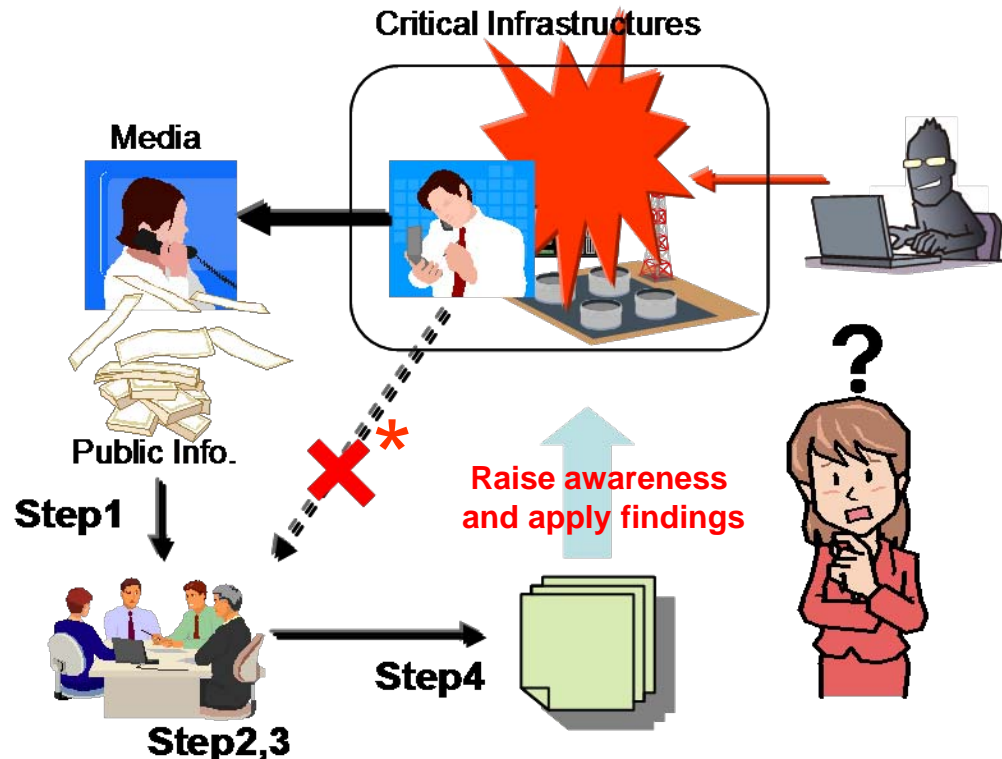 Critical Infrastructures
Media
?
Public Info.
*
Raise awareness
and apply findings
Step1
Step4
Step2,3